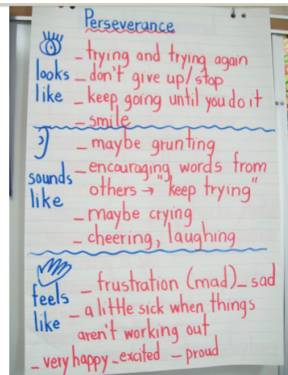 Perseverance
looks like
– trying and trying again
– don't give up/stop
– keep going until you do it
– smile
sounds like
– maybe grunting
– encouraging words from
others → "keep trying"
– maybe crying
– cheering, laughing
feels like
– frustration (mad) – sad
– a little sick when things
aren't working out
– very happy – excited – proud